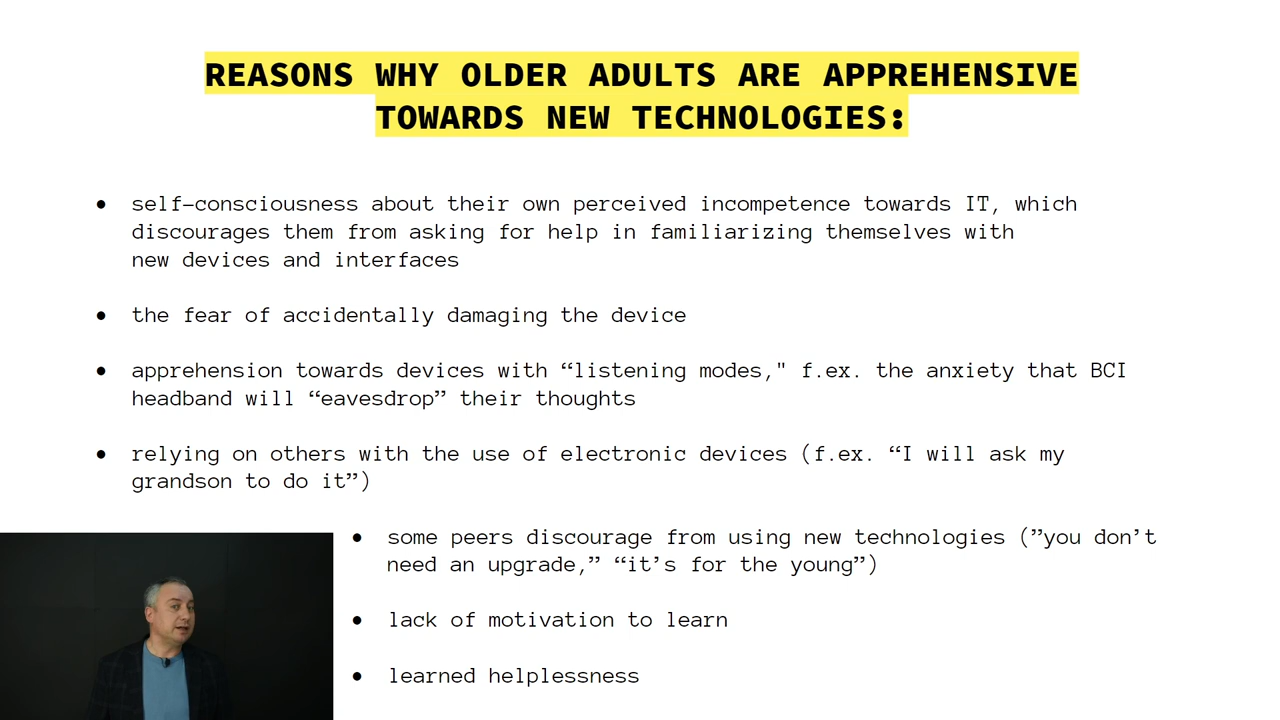 REASONS WHY OLDER ADULTS ARE APPREHENSIVE
TOWARDS NEW TECHNOLOGIES:
● self-consciousness about their own perceived incompetence towards IT, which
discourages them from asking for help in familiarizing themselves with
new devices and interfaces
● the fear of accidentally damaging the device
● apprehension towards devices with “listening modes," f.ex. the anxiety that BCI
headband will “eavesdrop” their thoughts
● relying on others with the use of electronic devices (f.ex. “I will ask my
grandson to do it”)
● some peers discourage from using new technologies (”you don’t
need an upgrade,” “it’s for the young”)
● lack of motivation to learn
● learned helplessness